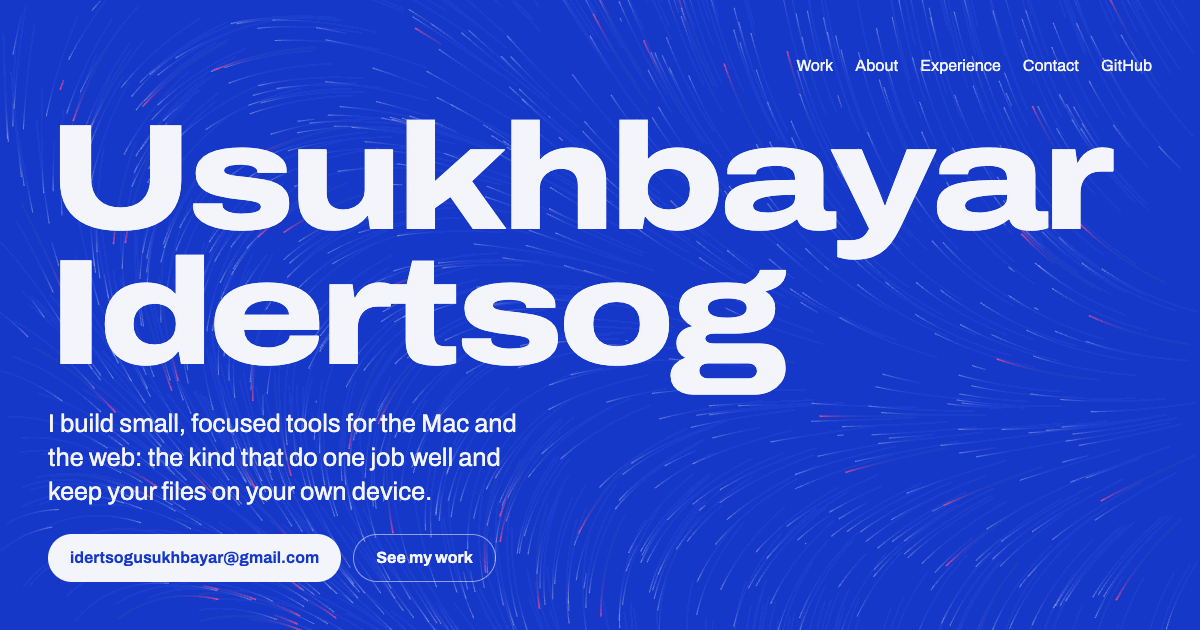 Work About Experience Contact GitHub
Usukhbayar
Idertsog
I build small, focused tools for the Mac and
the web: the kind that do one job well and
keep your files on your own device.
idertsogusukhbayar@gmail.com See my work